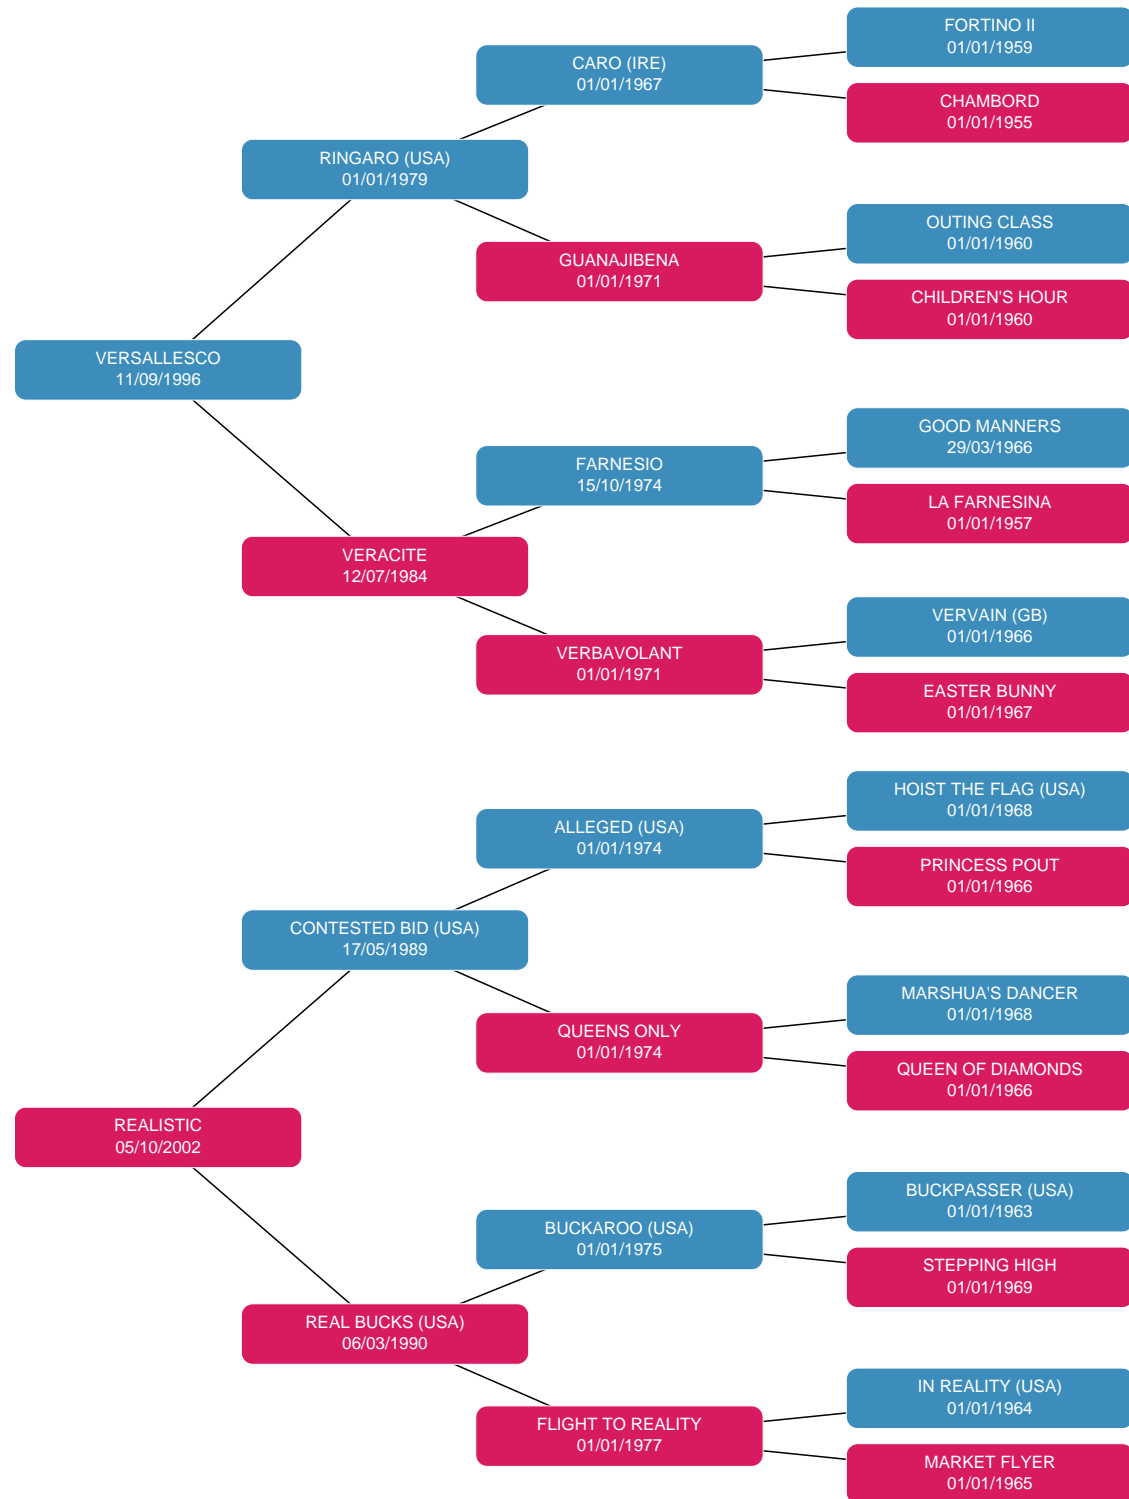 FORTINO II
01/01/1959
CARO (IRE)
01/01/1967
CHAMBORD
01/01/1955
RINGARO (USA)
01/01/1979
OUTING CLASS
01/01/1960
GUANAJIBENA
01/01/1971
CHILDREN'S HOUR
01/01/1960
VERSALLESCO
11/09/1996
GOOD MANNERS
29/03/1966
FARNESIO
15/10/1974
LA FARNESINA
01/01/1957
VERACITE
12/07/1984
VERVAIN (GB)
01/01/1966
VERBAVOLANT
01/01/1971
EASTER BUNNY
01/01/1967
HOIST THE FLAG (USA)
01/01/1968
ALLEGED (USA)
01/01/1974
PRINCESS POUT
01/01/1966
CONTESTED BID (USA)
17/05/1989
MARSHUA'S DANCER
01/01/1968
QUEENS ONLY
01/01/1974
QUEEN OF DIAMONDS
01/01/1966
REALISTIC
05/10/2002
BUCKPASSER (USA)
01/01/1963
BUCKAROO (USA)
01/01/1975
STEPPING HIGH
01/01/1969
REAL BUCKS (USA)
06/03/1990
IN REALITY (USA)
01/01/1964
FLIGHT TO REALITY
01/01/1977
MARKET FLYER
01/01/1965